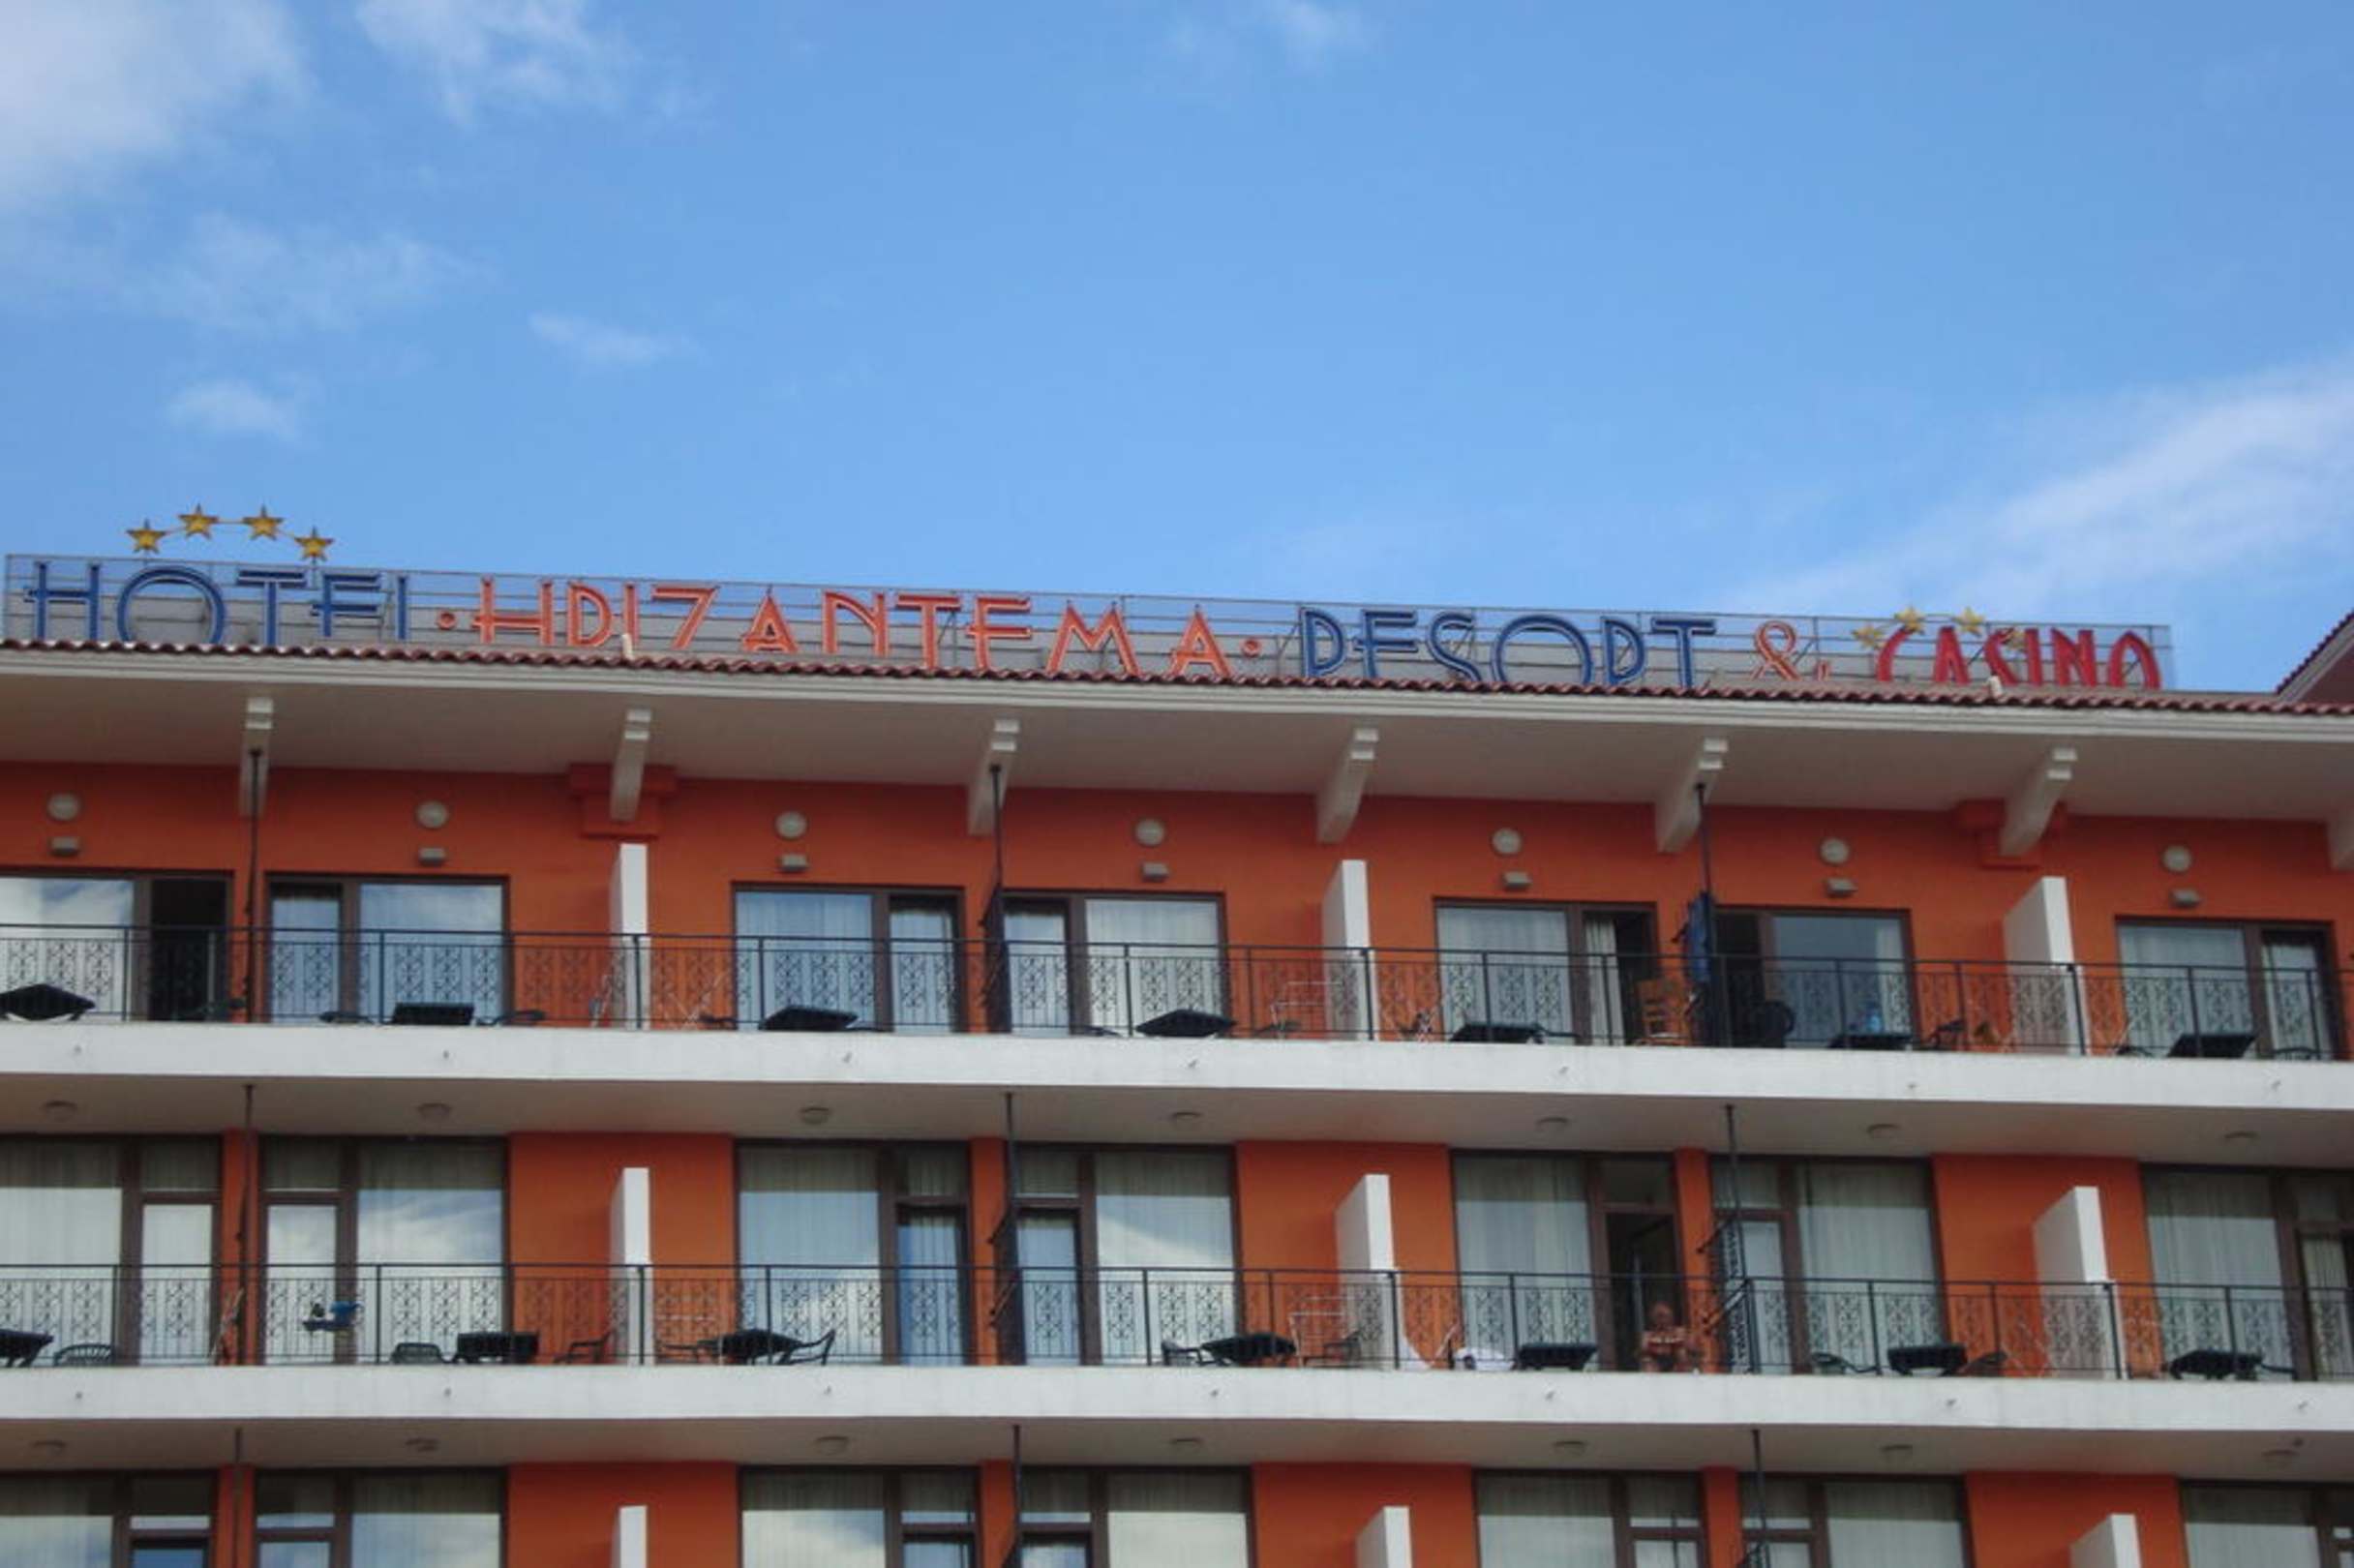 HOTEL · HRIZANTEMA · RESORT & CASINO